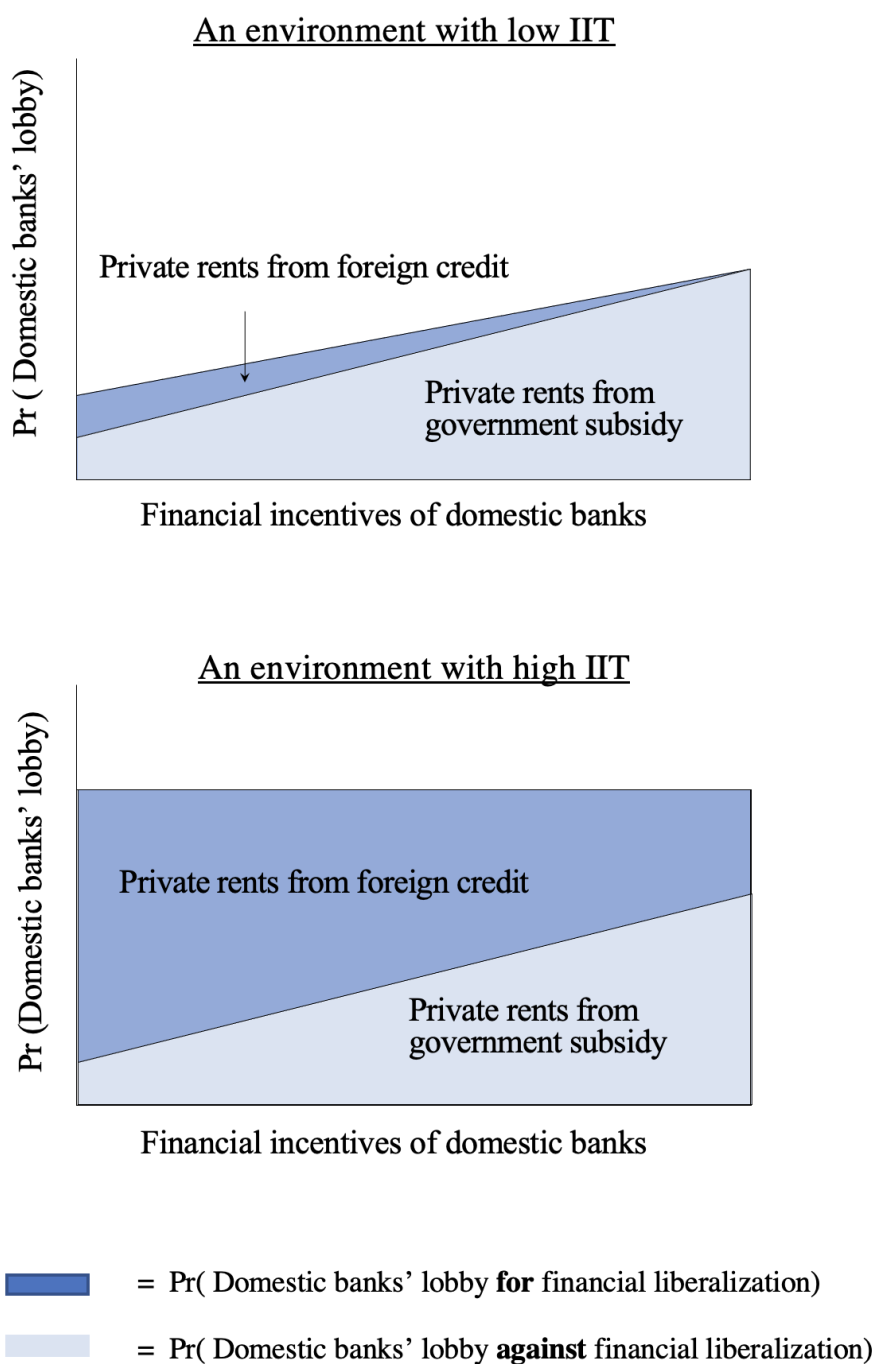 An environment with low IIT
Pr ( Domestic banks’ lobby)
Private rents from foreign credit
Private rents from
government subsidy
Financial incentives of domestic banks
An environment with high IIT
Pr (Domestic banks’ lobby)
Private rents from foreign credit
Private rents from
government subsidy
Financial incentives of domestic banks
= Pr( Domestic banks’ lobby for financial liberalization)
= Pr( Domestic banks’ lobby against financial liberalization)